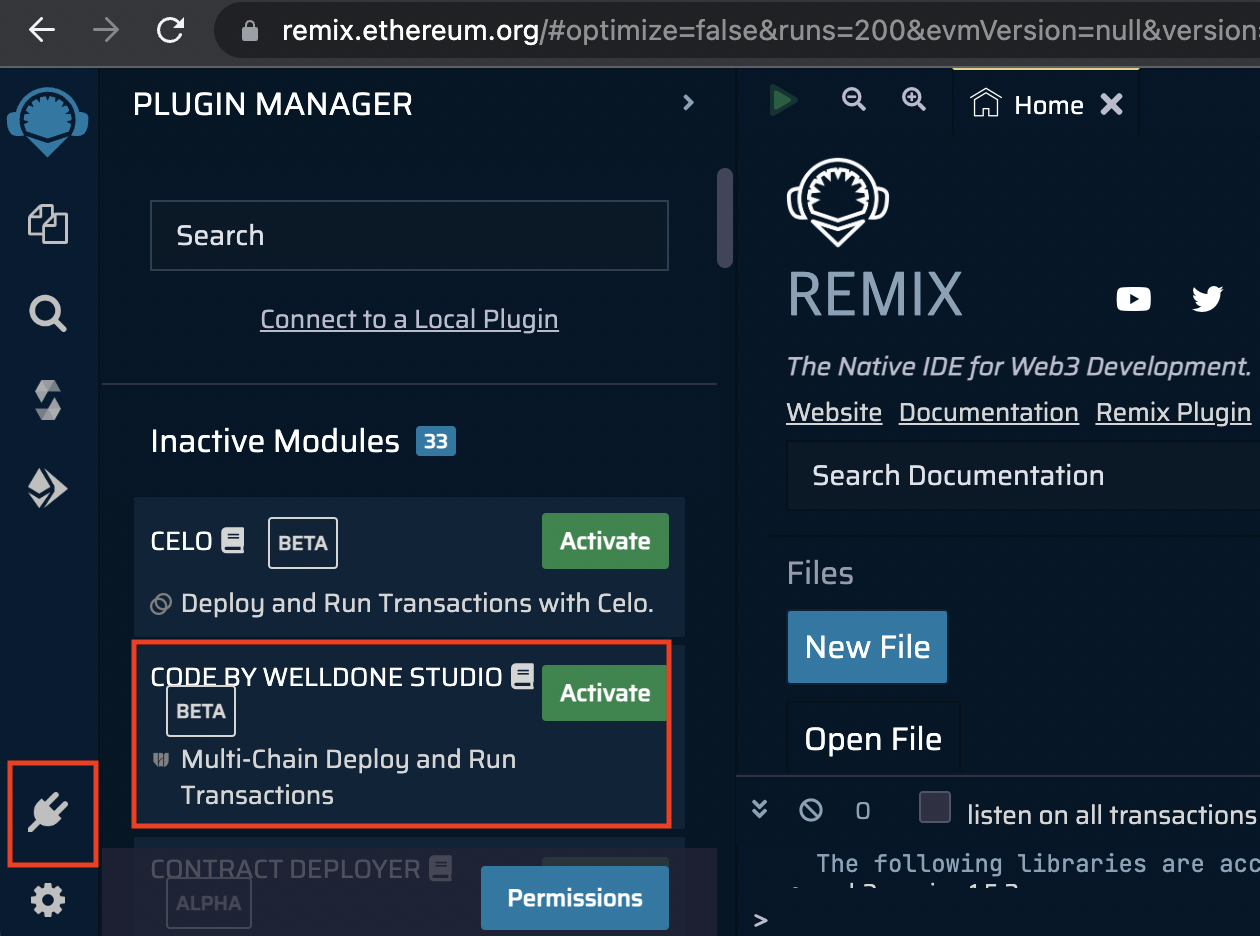 remix.ethereum.org/#optimize=false&runs=200&evmVersion=null&version=
PLUGIN MANAGER
Search
Connect to a Local Plugin
Inactive Modules 33
CELO BETA Activate
Deploy and Run Transactions with Celo.
CODE BY WELLDONE STUDIO Activate
BETA
Multi-Chain Deploy and Run
Transactions
CONTRACT DEPLOYER
ALPHA
Permissions
Home
REMIX
The Native IDE for Web3 Development.
Website Documentation Remix Plugin
Search Documentation
Files
New File
Open File
0 listen on all transactions
The following libraries are acc
>